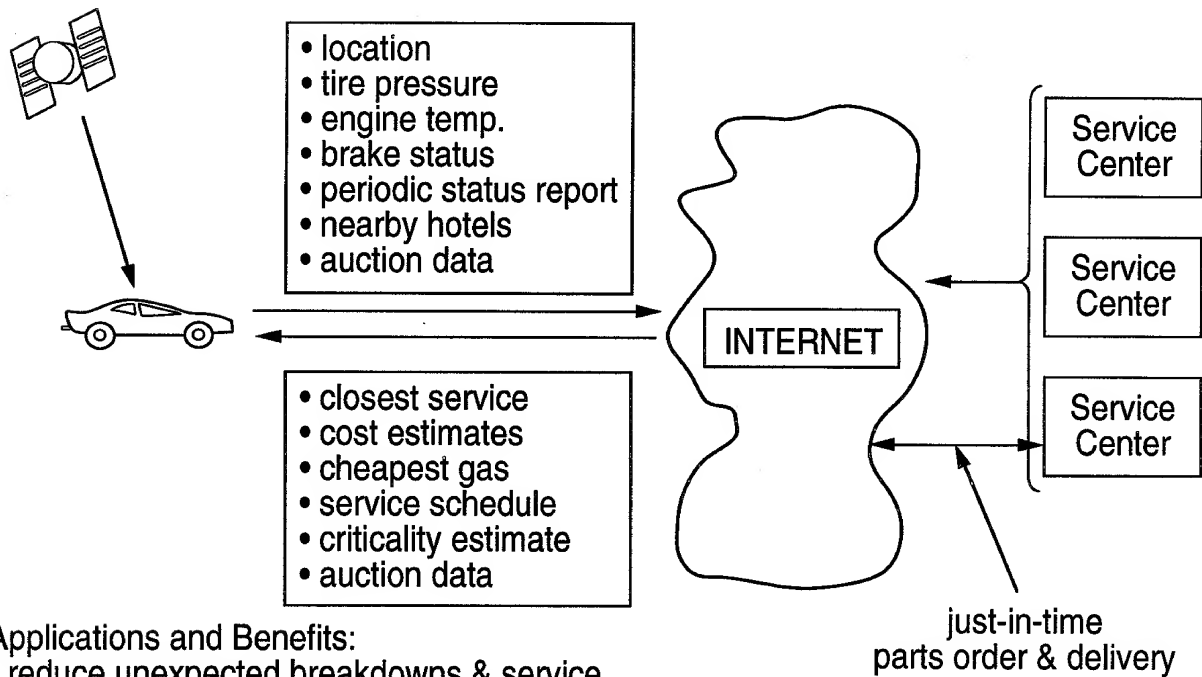 • location
• tire pressure
• engine temp.
• brake status
• periodic status report
• nearby hotels
• auction data
• closest service
• cost estimates
• cheapest gas
• service schedule
• criticality estimate
• auction data
INTERNET
Service
Center
Service
Center
Service
Center
just-in-time
parts order & delivery
Applications and Benefits:
reduce unexpected breakdowns & service